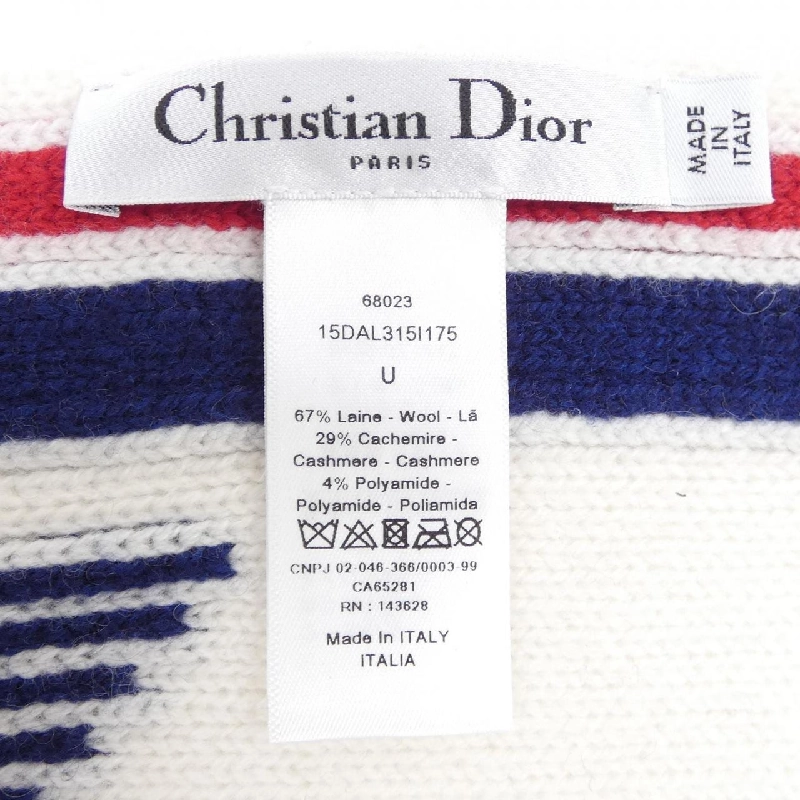 Christian Dior
PARIS
MADE
IN
ITALY
68023
15DAL315I175
U
67% Laine - Wool - Lã
29% Cachemire -
Cashmere - Cashmere
4% Polyamide -
Polyamide - Poliamida
CNPJ 02-046-366/0003-99
CA65281
RN : 143628
Made In ITALY
ITALIA